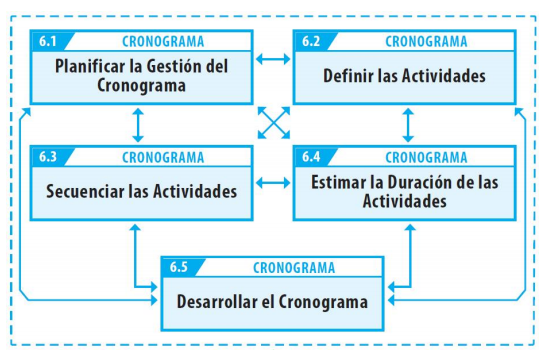 6.1 CRONOGRAMA
Planificar la Gestión del
Cronograma
6.2 CRONOGRAMA
Definir las Actividades
6.3 CRONOGRAMA
Secuenciar las Actividades
6.4 CRONOGRAMA
Estimar la Duración de las
Actividades
6.5 CRONOGRAMA
Desarrollar el Cronograma